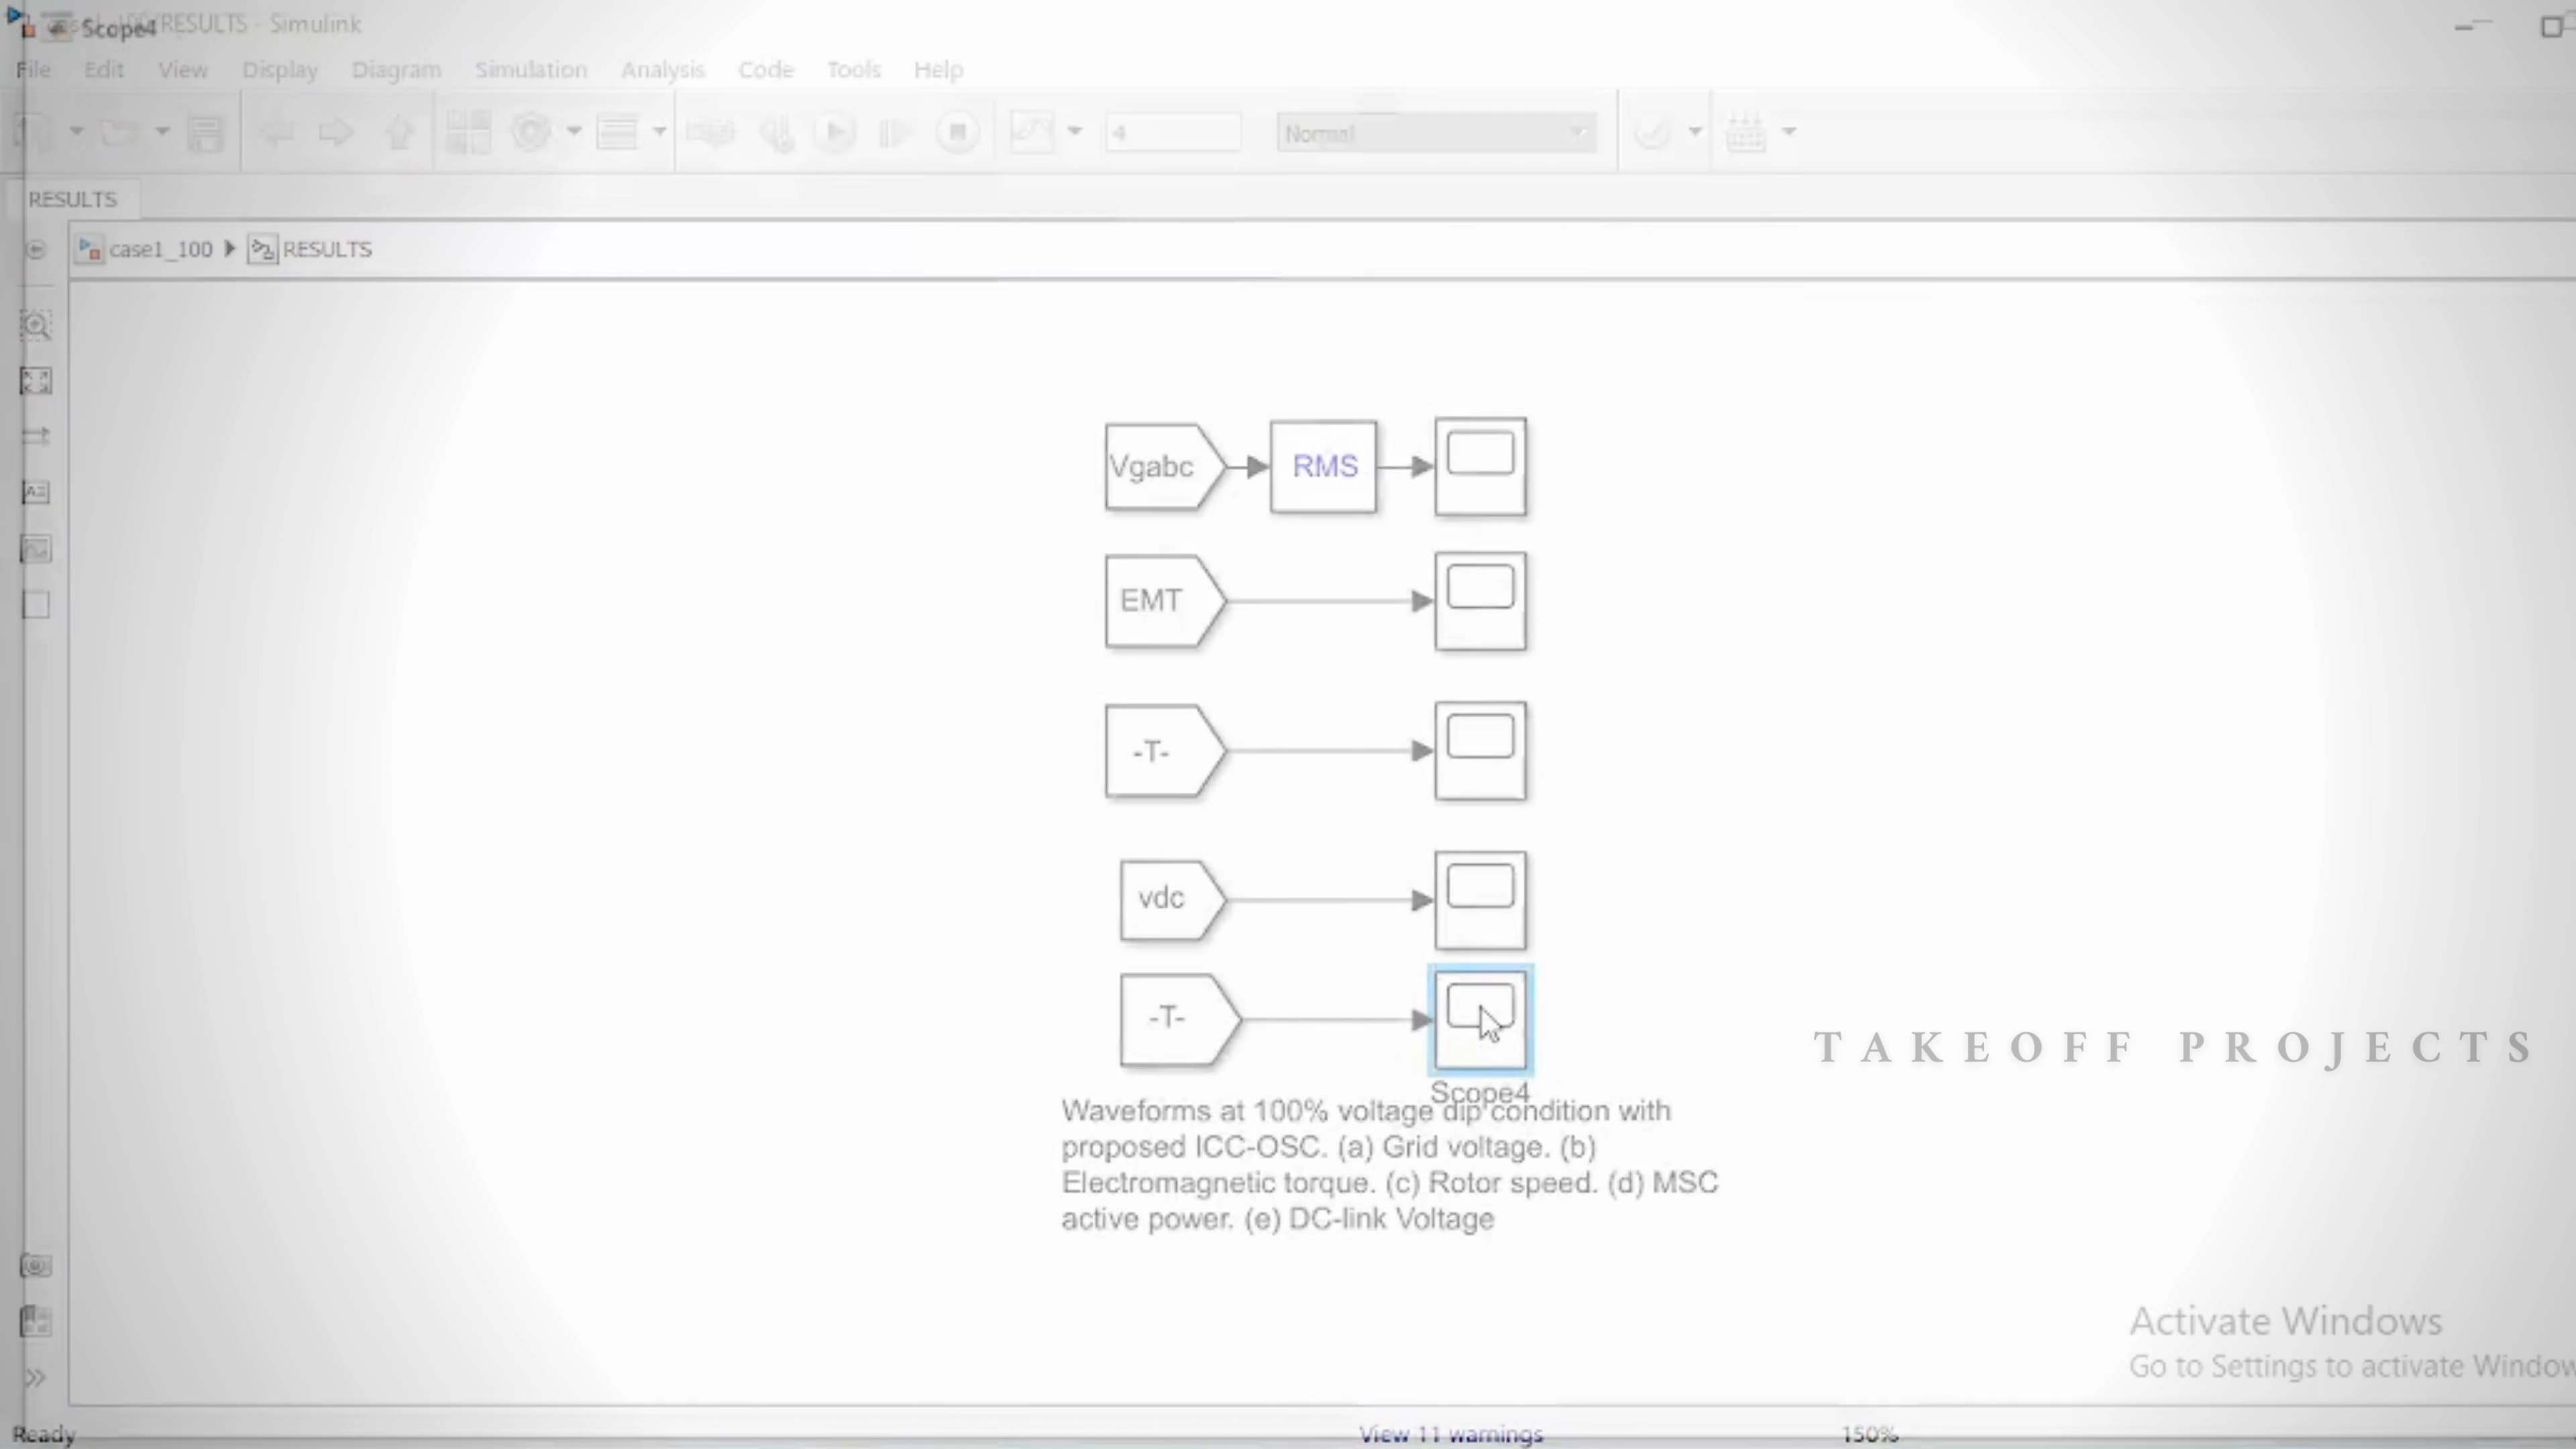 RESULTS - Simulink
Scope4
File Edit View Display Diagram Simulation Analysis Code Tools Help
4 Normal
RESULTS
case1_100 RESULTS
Vgabc RMS
EMT
-T-
vdc
-T-
Scope4
Waveforms at 100% voltage dip condition with
proposed ICC-OSC. (a) Grid voltage. (b)
Electromagnetic torque. (c) Rotor speed. (d) MSC
active power. (e) DC-link Voltage
TAKEOFF PROJECTS
Activate Windows
Go to Settings to activate
Ready View 11 warnings 150%